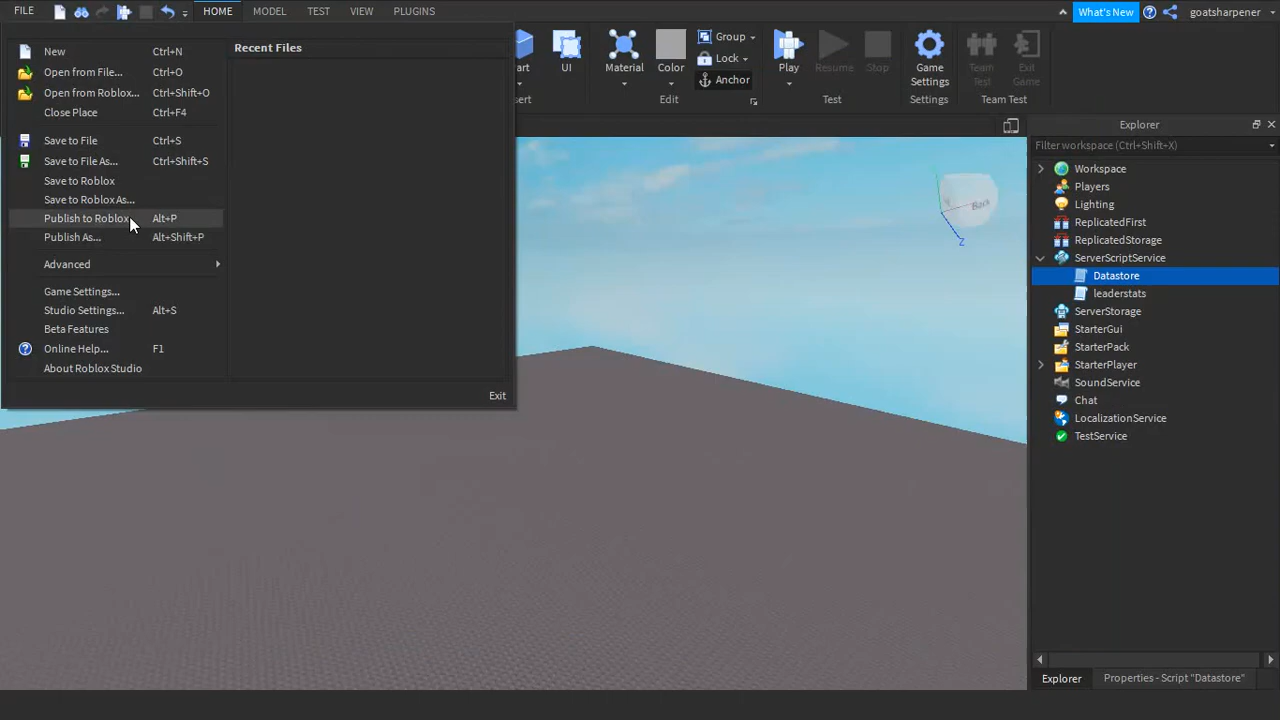 FILE
HOME
MODEL
TEST
VIEW
PLUGINS
What's New
goatsharpener
New Ctrl+N
Open from File... Ctrl+O
Open from Roblox... Ctrl+Shift+O
Close Place Ctrl+F4
Save to File Ctrl+S
Save to File As... Ctrl+Shift+S
Save to Roblox
Save to Roblox As...
Publish to Roblox Alt+P
Publish As... Alt+Shift+P
Advanced
Game Settings...
Studio Settings... Alt+S
Beta Features
Online Help... F1
About Roblox Studio
Recent Files
Exit
art
UI
sert
Material
Color
Group
Lock
Anchor
Edit
Play
Resume
Stop
Test
Game
Settings
Settings
Team
Test
Exit
Game
Team Test
Back
Z
Explorer
Filter workspace (Ctrl+Shift+X)
Workspace
Players
Lighting
ReplicatedFirst
ReplicatedStorage
ServerScriptService
Datastore
leaderstats
ServerStorage
StarterGui
StarterPack
StarterPlayer
SoundService
Chat
LocalizationService
TestService
Explorer
Properties - Script "Datastore"